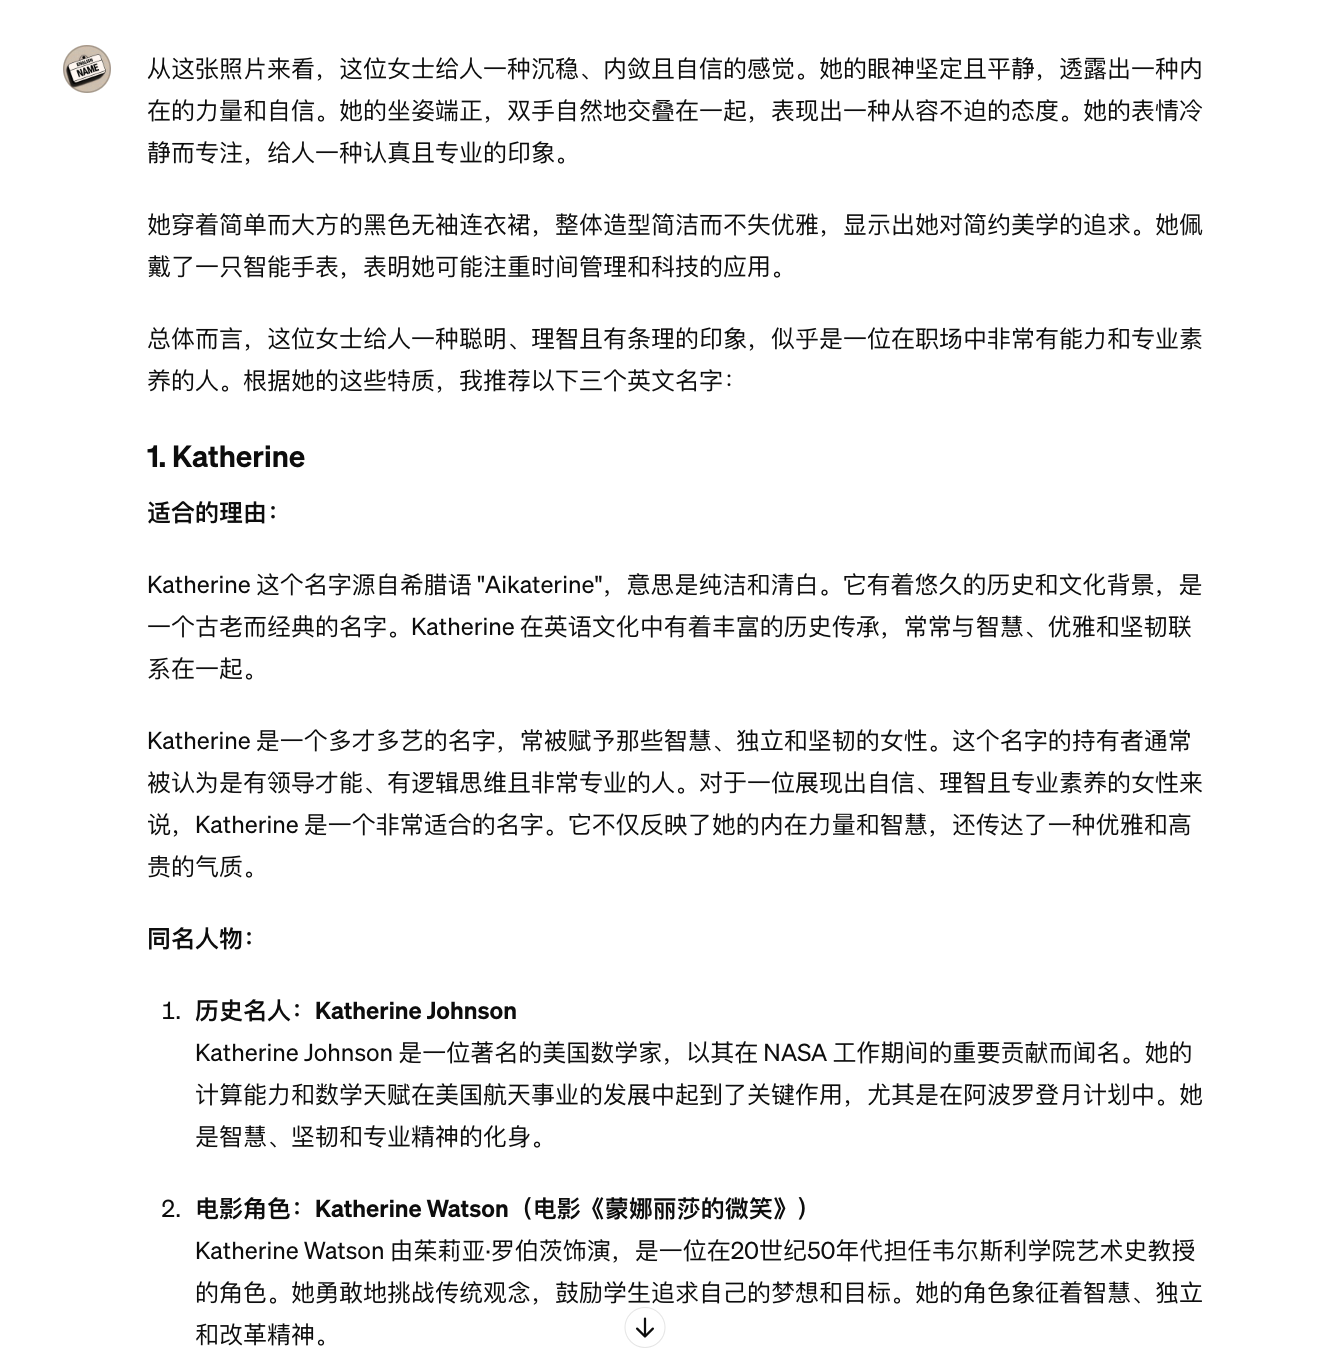 ENGLISH
NAME
从这张照片来看，这位女士给人一种沉稳、内敛且自信的感觉。她的眼神坚定且平静，透露出一种内
在的力量和自信。她的坐姿端正，双手自然地交叠在一起，表现出一种从容不迫的态度。她的表情冷
静而专注，给人一种认真且专业的印象。
她穿着简单而大方的黑色无袖连衣裙，整体造型简洁而不失优雅，显示出她对简约美学的追求。她佩
戴了一只智能手表，表明她可能注重时间管理和科技的应用。
总体而言，这位女士给人一种聪明、理智且有条理的印象，似乎是一位在职场中非常有能力和专业素
养的人。根据她的这些特质，我推荐以下三个英文名字：
1. Katherine
适合的理由：
Katherine 这个名字源自希腊语 "Aikaterine"，意思是纯洁和清白。它有着悠久的历史和文化背景，是
一个古老而经典的名字。Katherine 在英语文化中有着丰富的历史传承，常常与智慧、优雅和坚韧联
系在一起。
Katherine 是一个多才多艺的名字，常被赋予那些智慧、独立和坚韧的女性。这个名字的持有者通常
被认为是有领导才能、有逻辑思维且非常专业的人。对于一位展现出自信、理智且专业素养的女性来
说，Katherine 是一个非常适合的名字。它不仅反映了她的内在力量和智慧，还传达了一种优雅和高
贵的气质。
同名人物：
1. 历史名人：Katherine Johnson
Katherine Johnson 是一位著名的美国数学家，以其在 NASA 工作期间的重要贡献而闻名。她的
计算能力和数学天赋在美国航天事业的发展中起到了关键作用，尤其是在阿波罗登月计划中。她
是智慧、坚韧和专业精神的化身。
2. 电影角色：Katherine Watson（电影《蒙娜丽莎的微笑》）
Katherine Watson 由茱莉亚·罗伯茨饰演，是一位在20世纪50年代担任韦尔斯利学院艺术史教授
的角色。她勇敢地挑战传统观念，鼓励学生追求自己的梦想和目标。她的角色象征着智慧、独立
和改革精神。